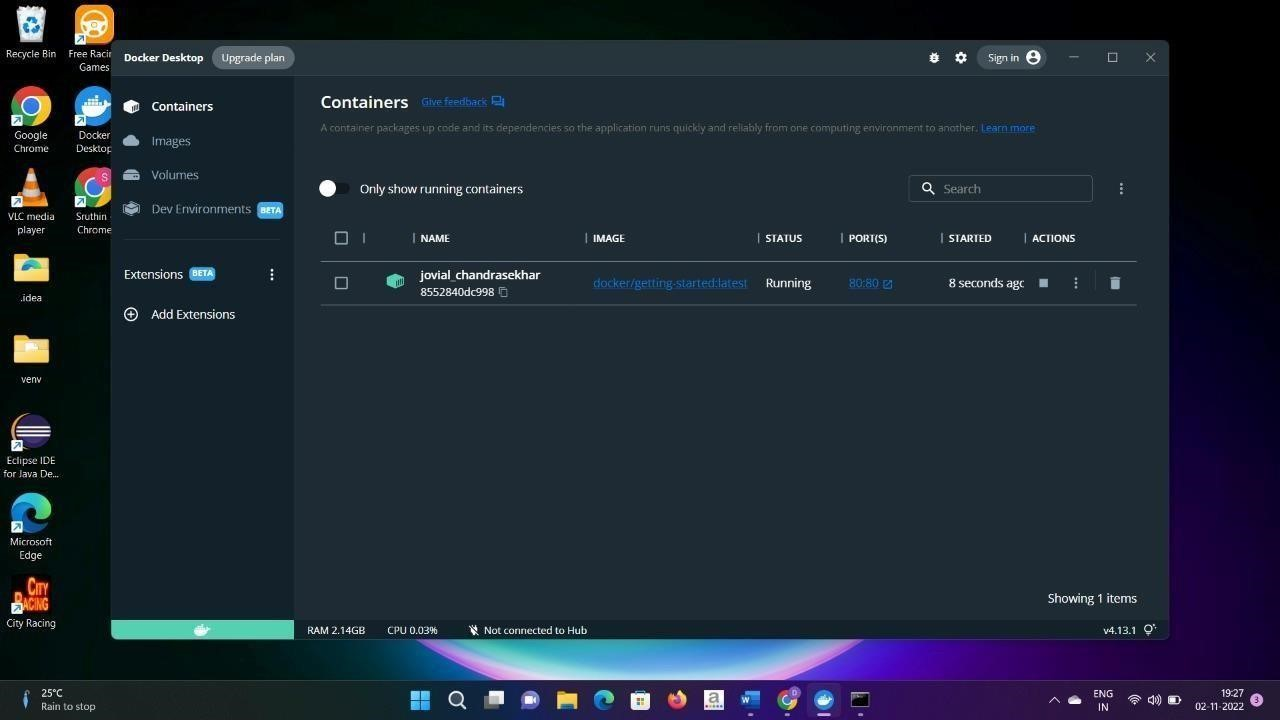 Recycle Bin
Free Racin
Games
Google
Chrome
Docker
Desktop
VLC media
player
Sruthin -
Chrome
.idea
venv
Eclipse IDE
for Java De...
Microsoft
Edge
CITY
RACING
City Racing
Docker Desktop
Upgrade plan
Sign in
Containers
Images
Volumes
Dev Environments BETA
Extensions BETA
Add Extensions
Containers Give feedback
A container packages up code and its dependencies so the application runs quickly and reliably from one computing environment to another. Learn more
Only show running containers
Search
NAME IMAGE STATUS PORT(S) STARTED ACTIONS
jovial_chandrasekhar
8552840dc998
docker/getting-started:latest Running 80:80 8 seconds agc
Showing 1 items
RAM 2.14GB CPU 0.03% Not connected to Hub v4.13.1
25°C
Rain to stop
ENG
IN
19:27
02-11-2022
3